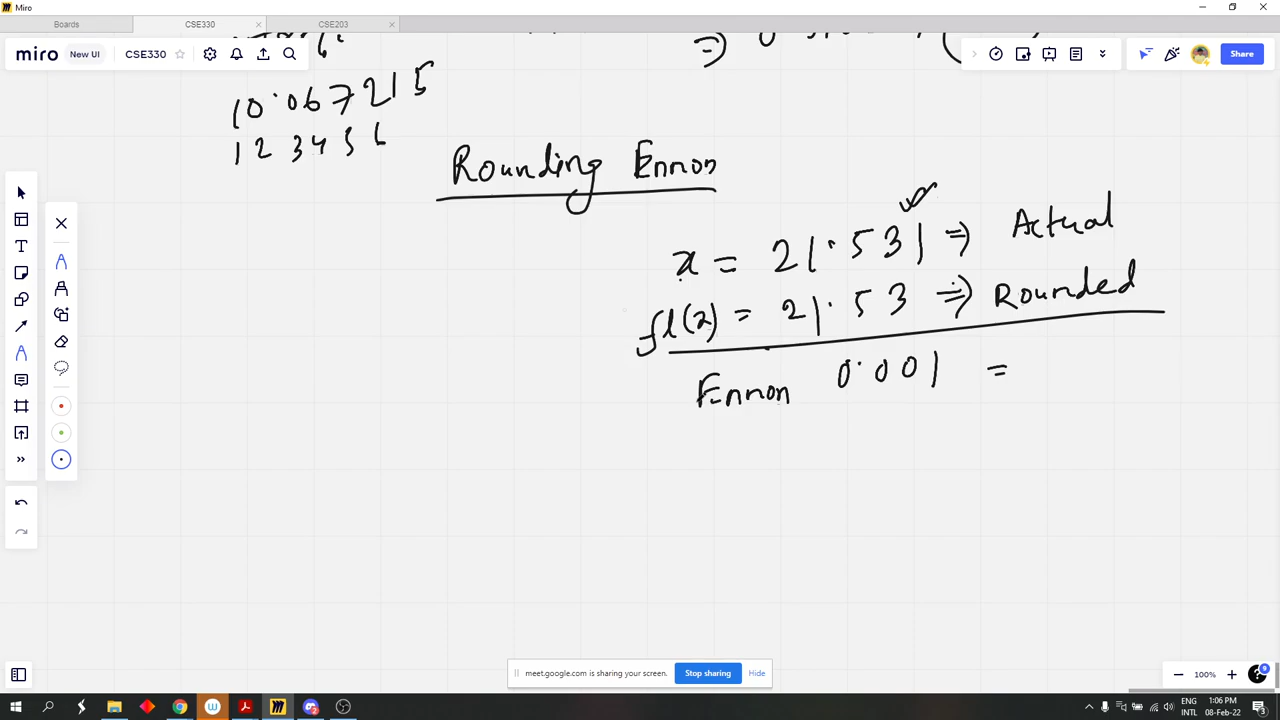 Miro
Boards
CSE330
CSE203
miro
New UI
CSE330
Share
10.067215
123456
Rounding Error
x = 21.531 => Actual
fl(x) = 21.53 => Rounded
Error 0.001 =
meet.google.com is sharing your screen.
Stop sharing
Hide
100%
9
1:06 PM
INTL
08-Feb-22
3